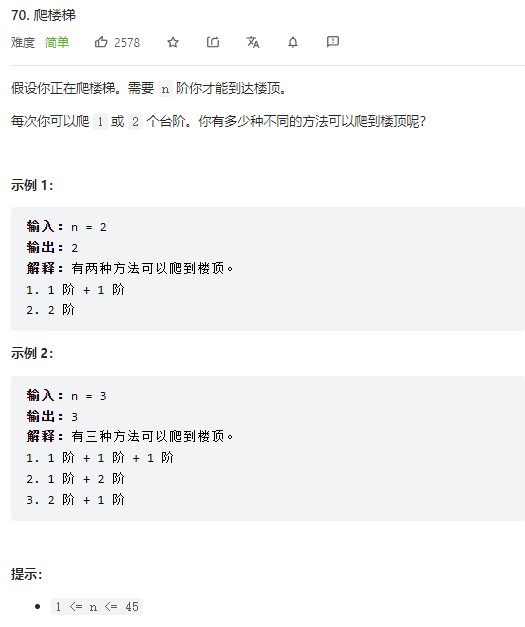 70. 爬楼梯
难度 简单 2578
假设你正在爬楼梯。需要 n 阶你才能到达楼顶。
每次你可以爬 1 或 2 个台阶。你有多少种不同的方法可以爬到楼顶呢？
示例 1：
输入：n = 2
输出：2
解释：有两种方法可以爬到楼顶。
1. 1 阶 + 1 阶
2. 2 阶
示例 2：
输入：n = 3
输出：3
解释：有三种方法可以爬到楼顶。
1. 1 阶 + 1 阶 + 1 阶
2. 1 阶 + 2 阶
3. 2 阶 + 1 阶
提示：
• 1 <= n <= 45